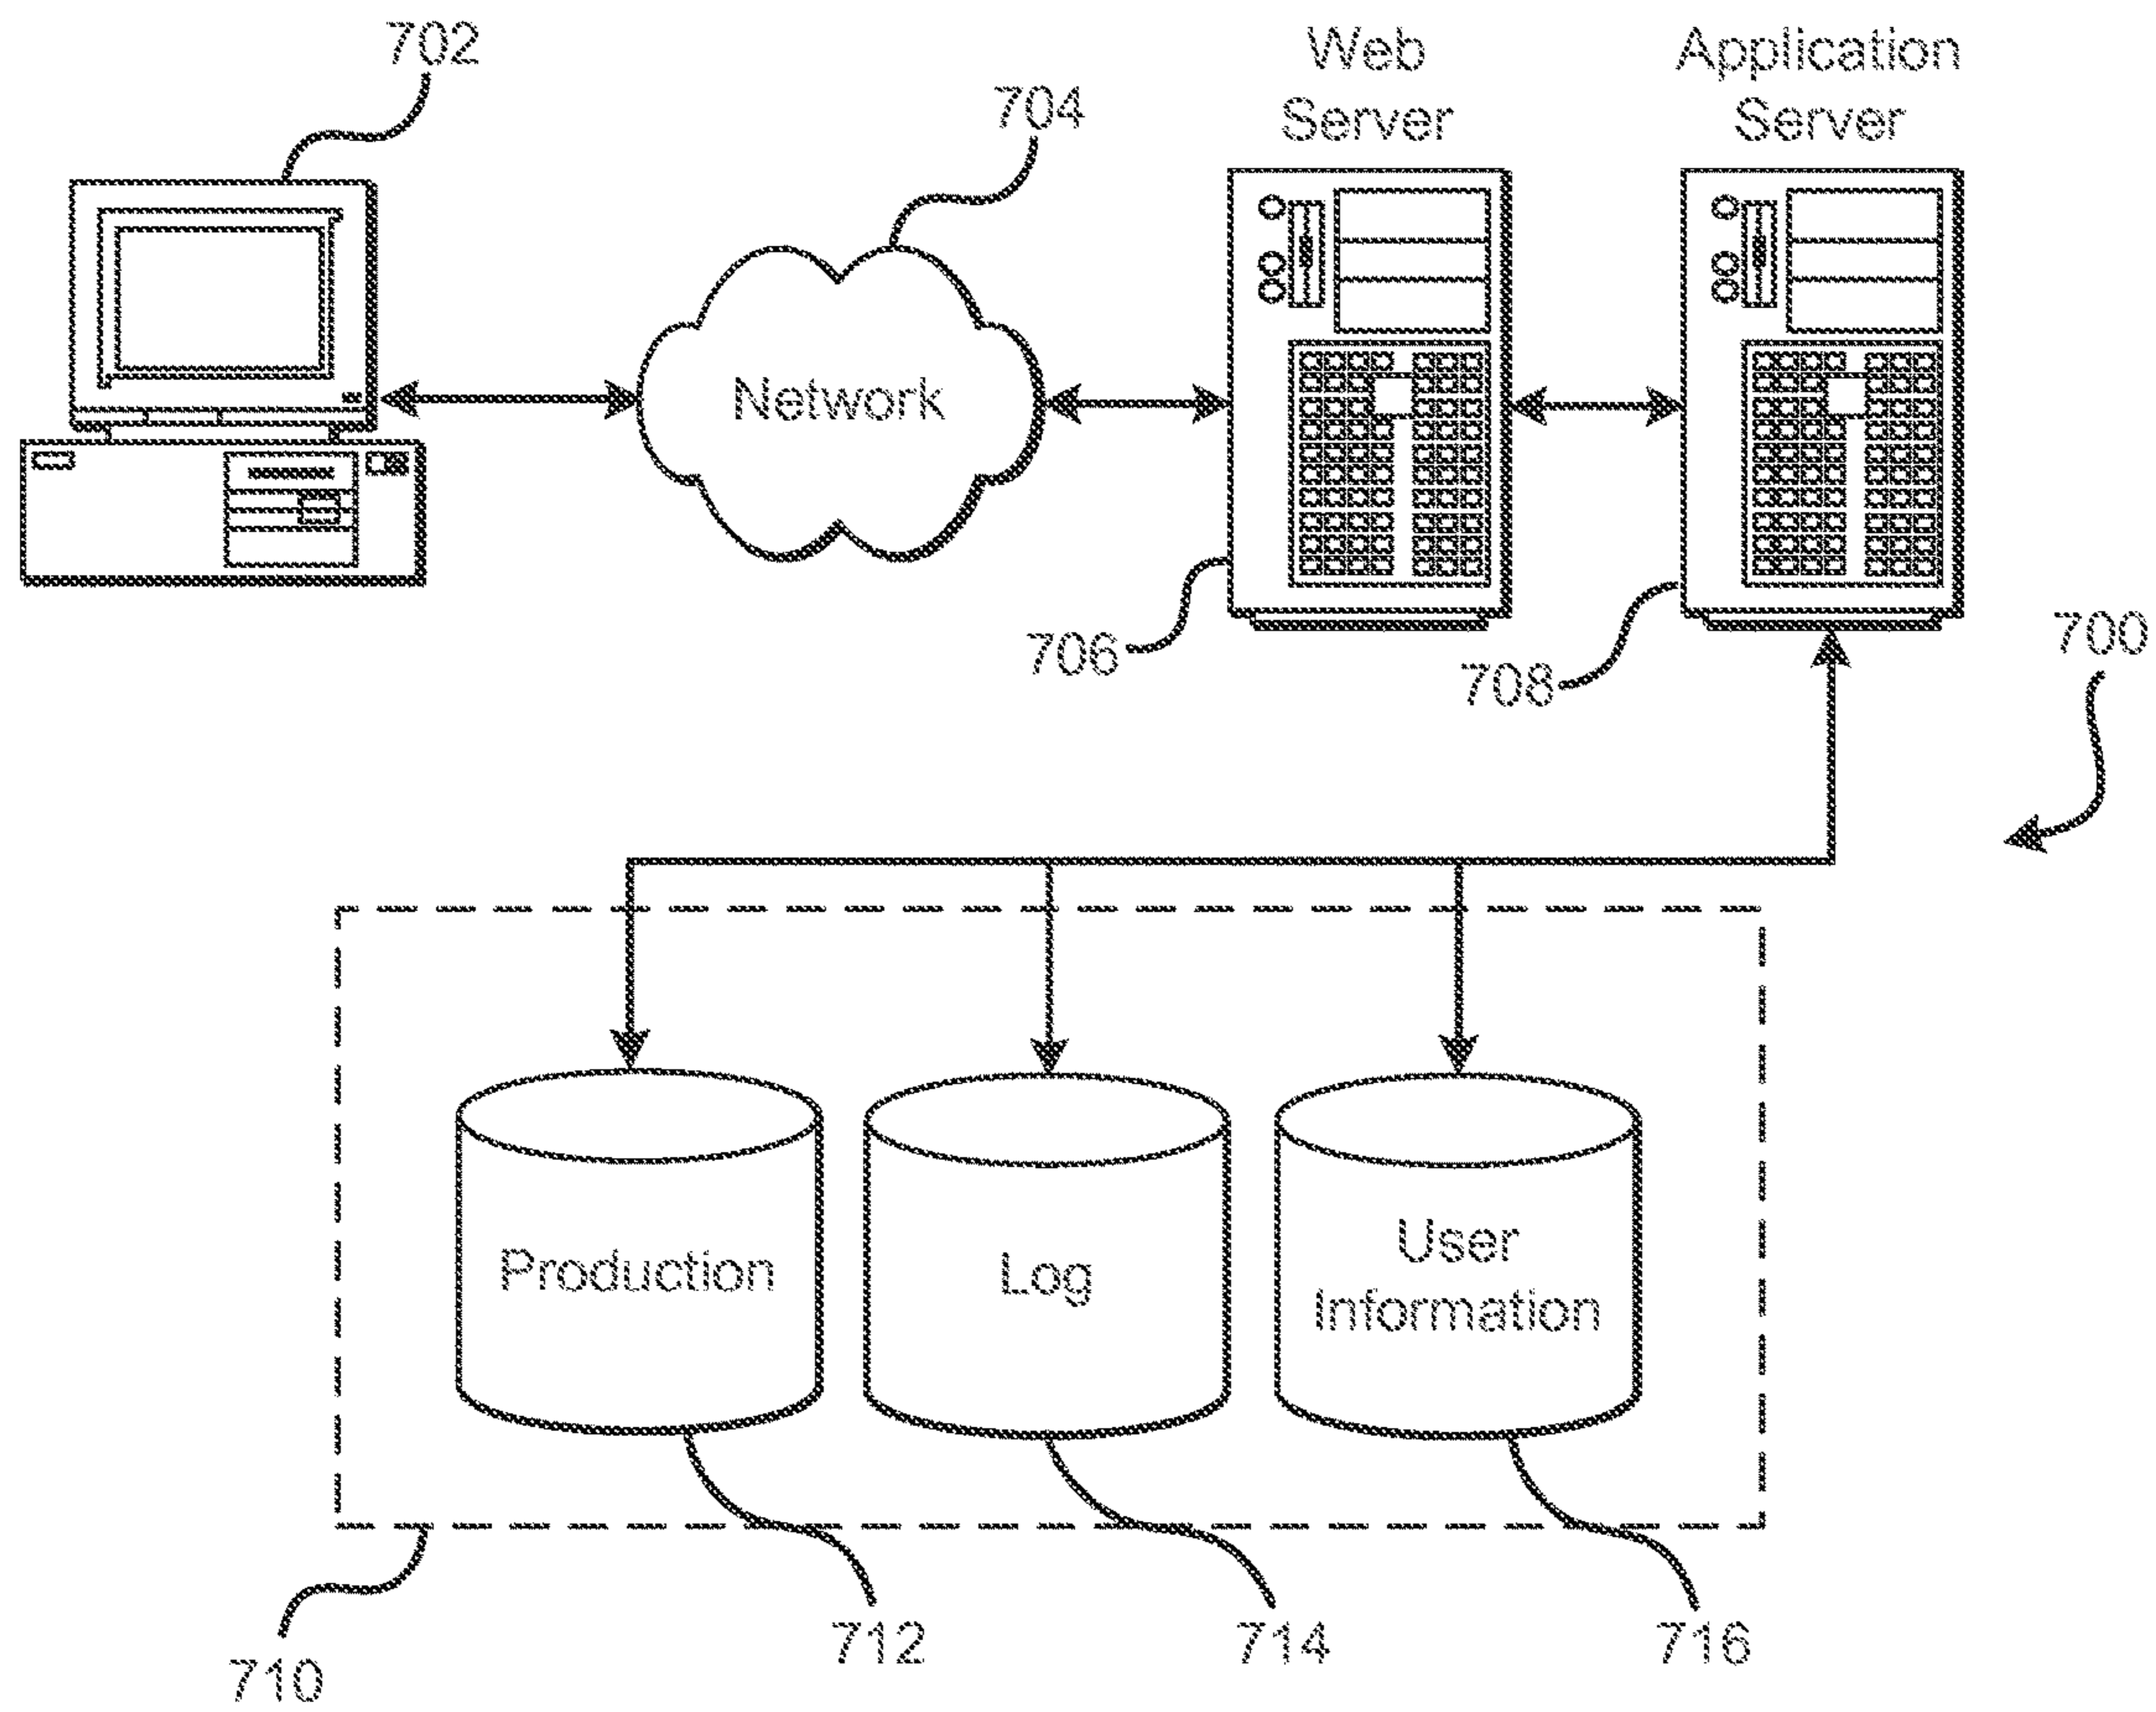 702
704
Web
Server
Application
Server
Network
706
708
700
Production
Log
User
Information
710
712
714
716